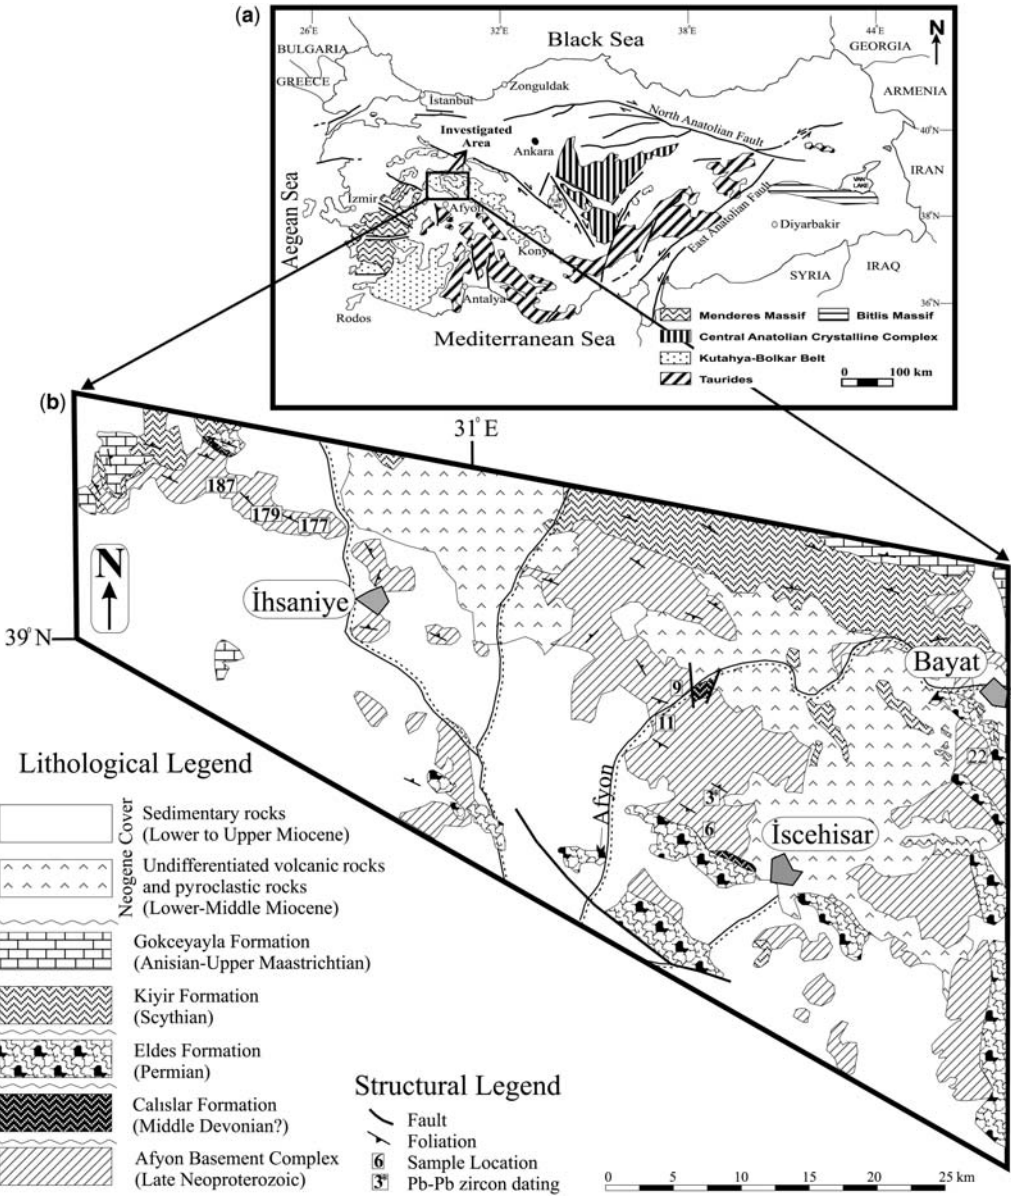 (a)
26°E
32°E
38°E
44°E
N
BULGARIA
Black Sea
GEORGIA
GREECE
İstanbul
Zonguldak
ARMENIA
North Anatolian Fault
40°N
Investigated
Area
Ankara
IRAN
Aegean Sea
VAN
LAKE
Izmir
Afyon
East Anatolian Fault
38°N
Diyarbakir
Konya
SYRIA
IRAQ
Antalya
Rodos
36°N
Mediterranean Sea
Menderes Massif
Bitlis Massif
Central Anatolian Crystalline Complex
Kutahya-Bolkar Belt
Taurides
0 100 km
(b)
31° E
187
179
177
N
İhsaniye
39° N
Bayat
9
11
22
Afyon
3*
6
İscehisar
Lithological Legend
Neogene Cover
Sedimentary rocks
(Lower to Upper Miocene)
Undifferentiated volcanic rocks
and pyroclastic rocks
(Lower-Middle Miocene)
Gokceyayla Formation
(Anisian-Upper Maastrichtian)
Kiyir Formation
(Scythian)
Eldes Formation
(Permian)
Calıslar Formation
(Middle Devonian?)
Afyon Basement Complex
(Late Neoproterozoic)
Structural Legend
Fault
Foliation
6 Sample Location
3* Pb-Pb zircon dating
0 5 10 15 20 25 km